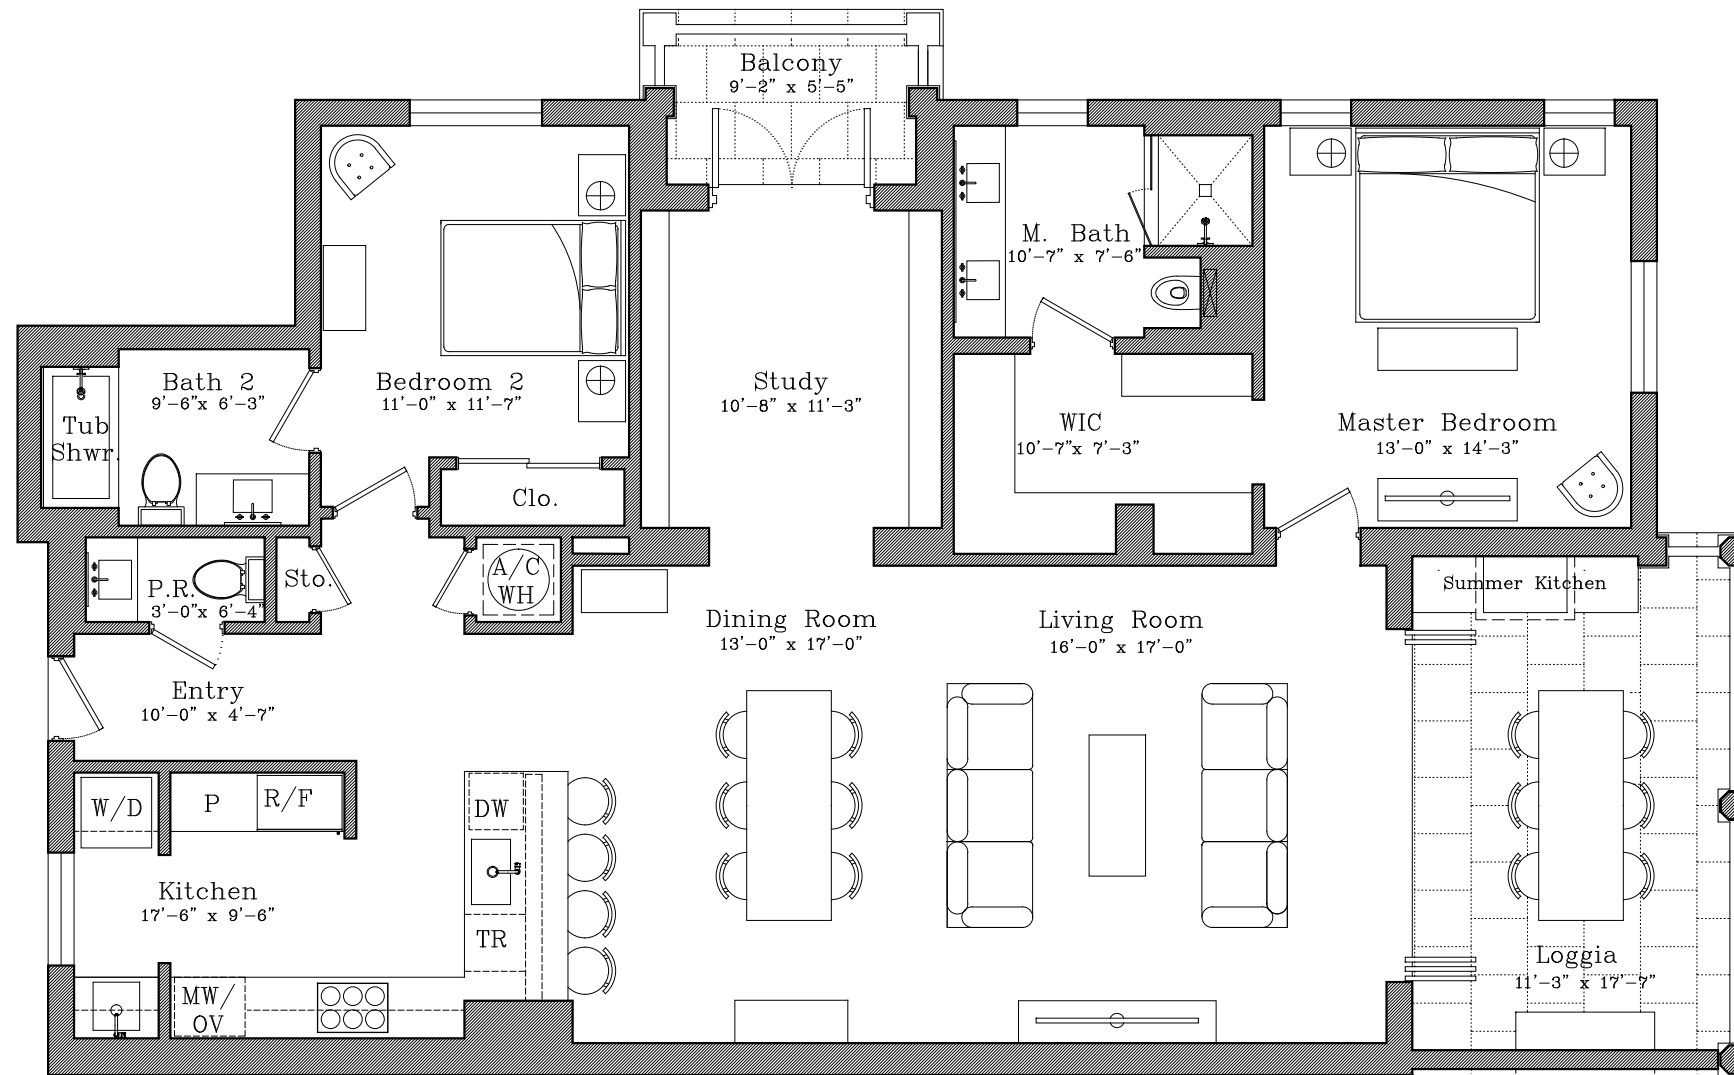 Balcony
9'-2" x 5'-5"
M. Bath
10'-7" x 7'-6"
Bath 2
9'-6"x 6'-3"
Bedroom 2
11'-0" x 11'-7"
Study
10'-8" x 11'-3"
WIC
10'-7"x 7'-3"
Master Bedroom
13'-0" x 14'-3"
Tub
Shwr.
Clo.
P.R.
3'-0"x 6'-4"
Sto.
A/C
WH
Summer Kitchen
Dining Room
13'-0" x 17'-0"
Living Room
16'-0" x 17'-0"
Entry
10'-0" x 4'-7"
W/D
P
R/F
DW
Kitchen
17'-6" x 9'-6"
TR
Loggia
11'-3" x 17'-7"
MW/
OV